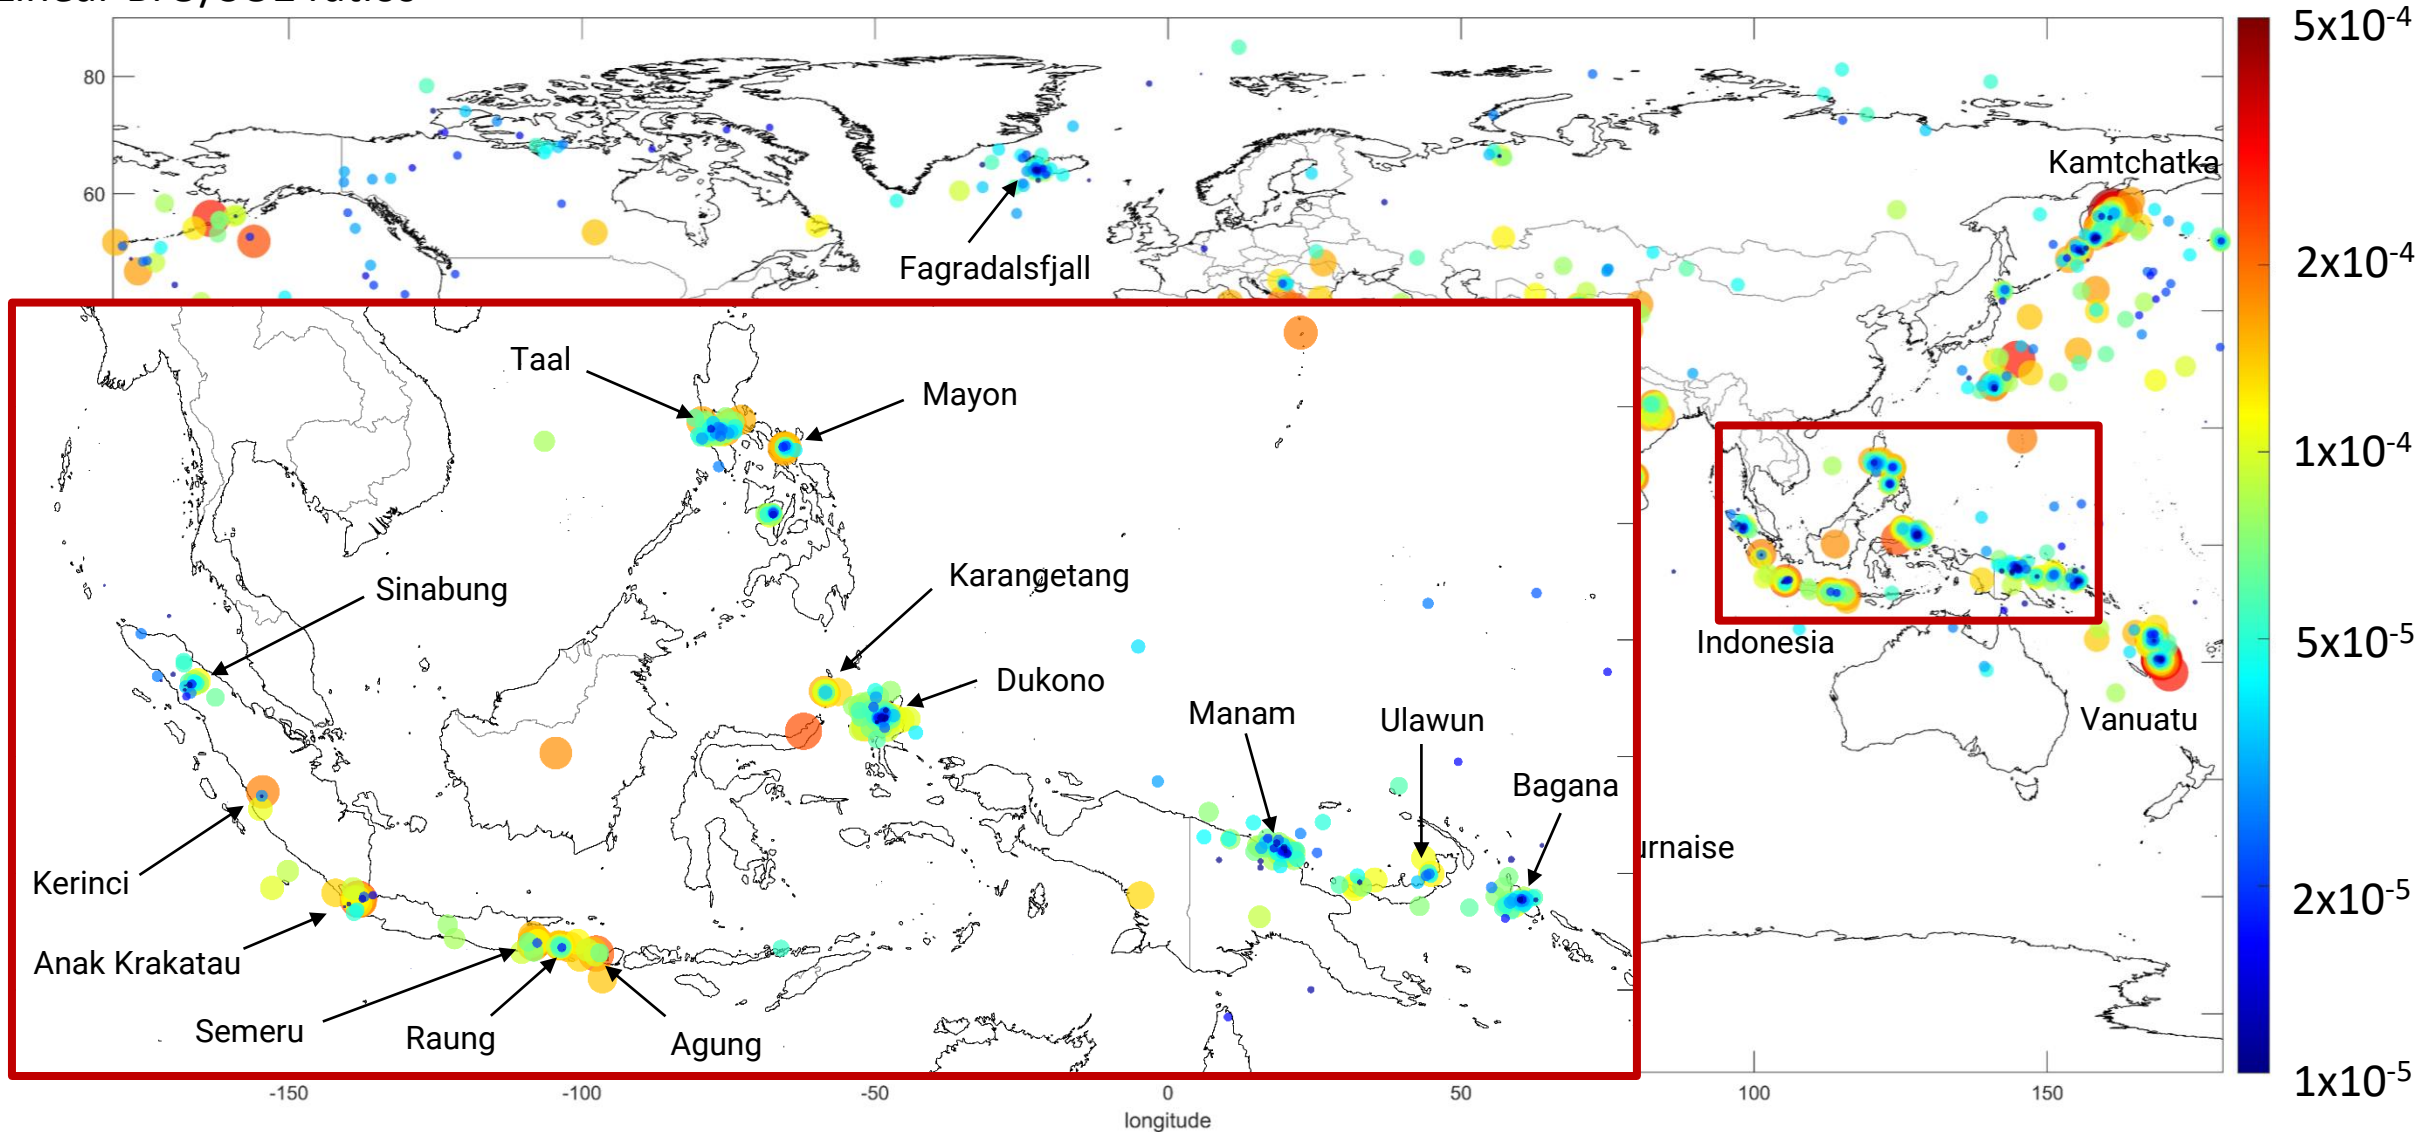 5x10-4
80
Kamtchatka
60
2x10-4
Fagradalsfjall
Taal
Mayon
1x10-4
Karangetang
Sinabung
Indonesia
5x10-5
Dukono
Manam
Ulawun
Vanuatu
Bagana
urnaise
Kerinci
2x10-5
Anak Krakatau
Semeru
Raung
Agung
1x10-5
-150
-100
-50
0
50
100
150
longitude